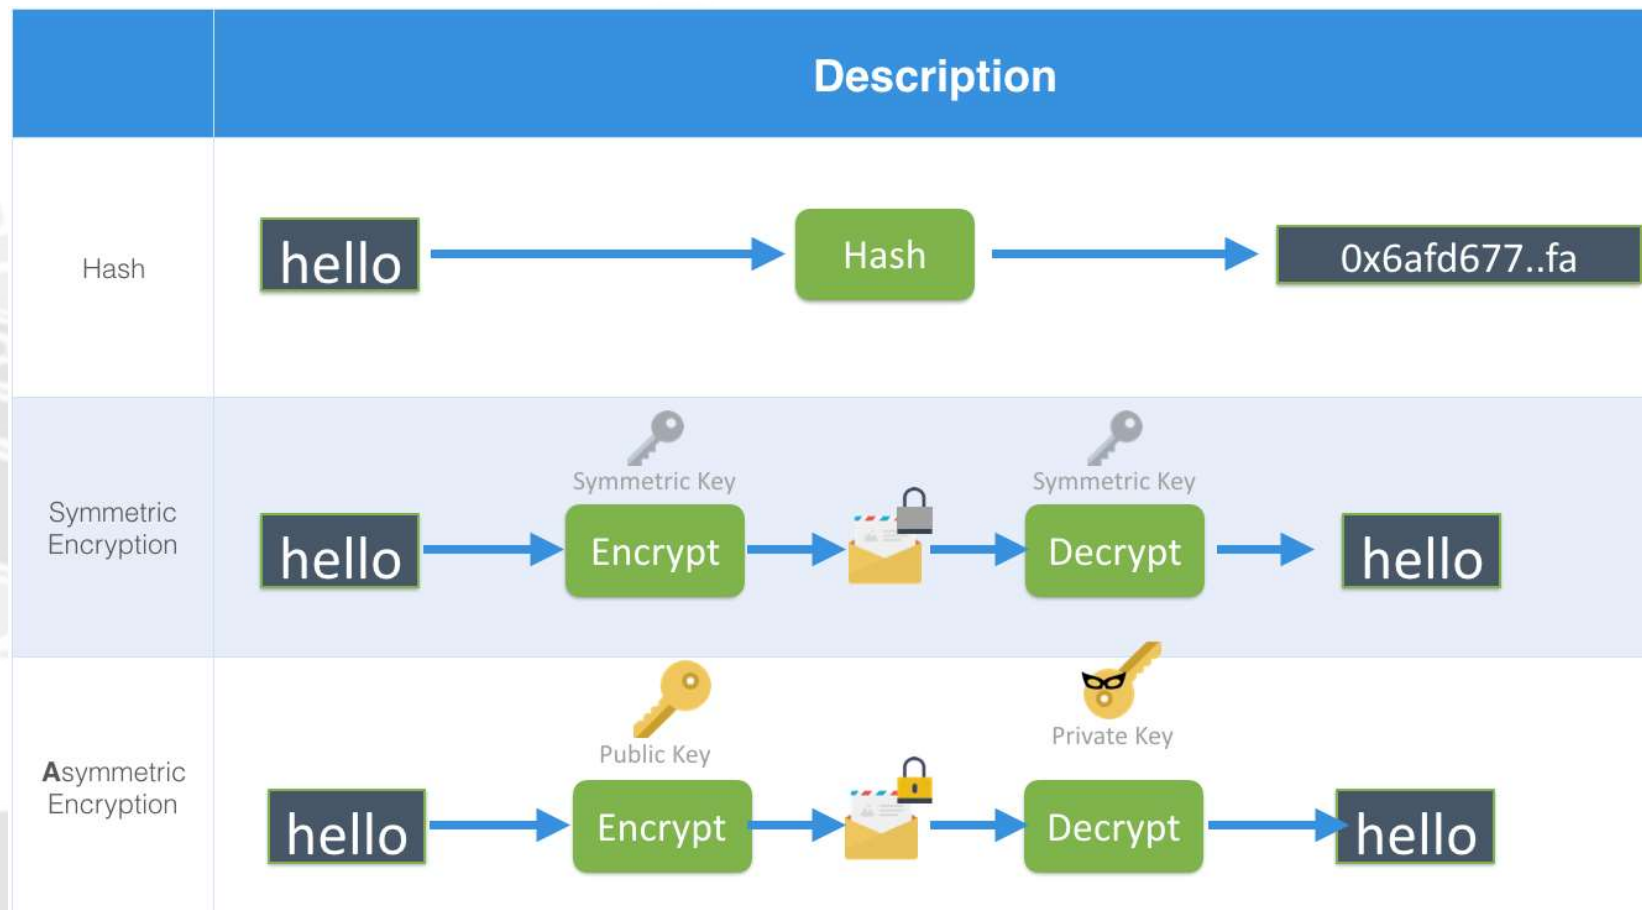 Description
Hash
hello
Hash
0x6afd677..fa
Symmetric Key
Symmetric Key
Symmetric
Encryption
hello
Encrypt
Decrypt
hello
Public Key
Private Key
Asymmetric
Encryption
hello
Encrypt
Decrypt
hello